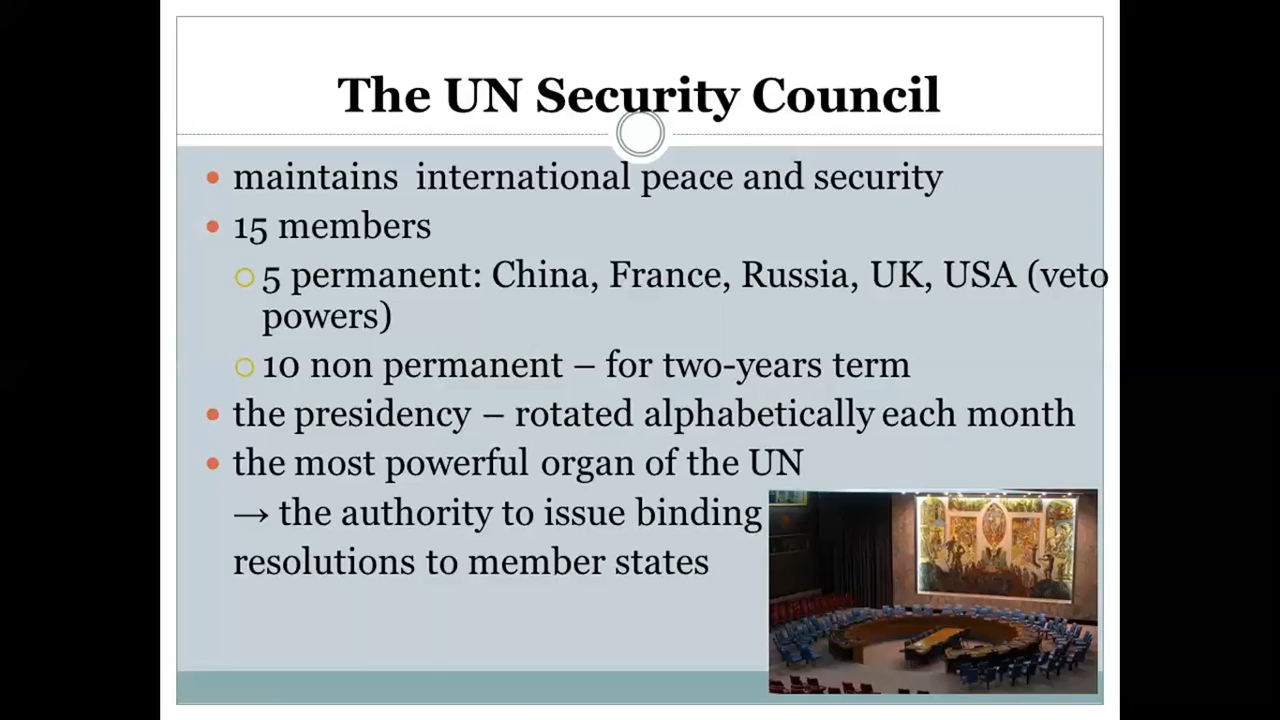 The UN Security Council
• maintains international peace and security
• 15 members
○ 5 permanent: China, France, Russia, UK, USA (veto
powers)
○ 10 non permanent – for two-years term
• the presidency – rotated alphabetically each month
• the most powerful organ of the UN
→ the authority to issue binding
resolutions to member states